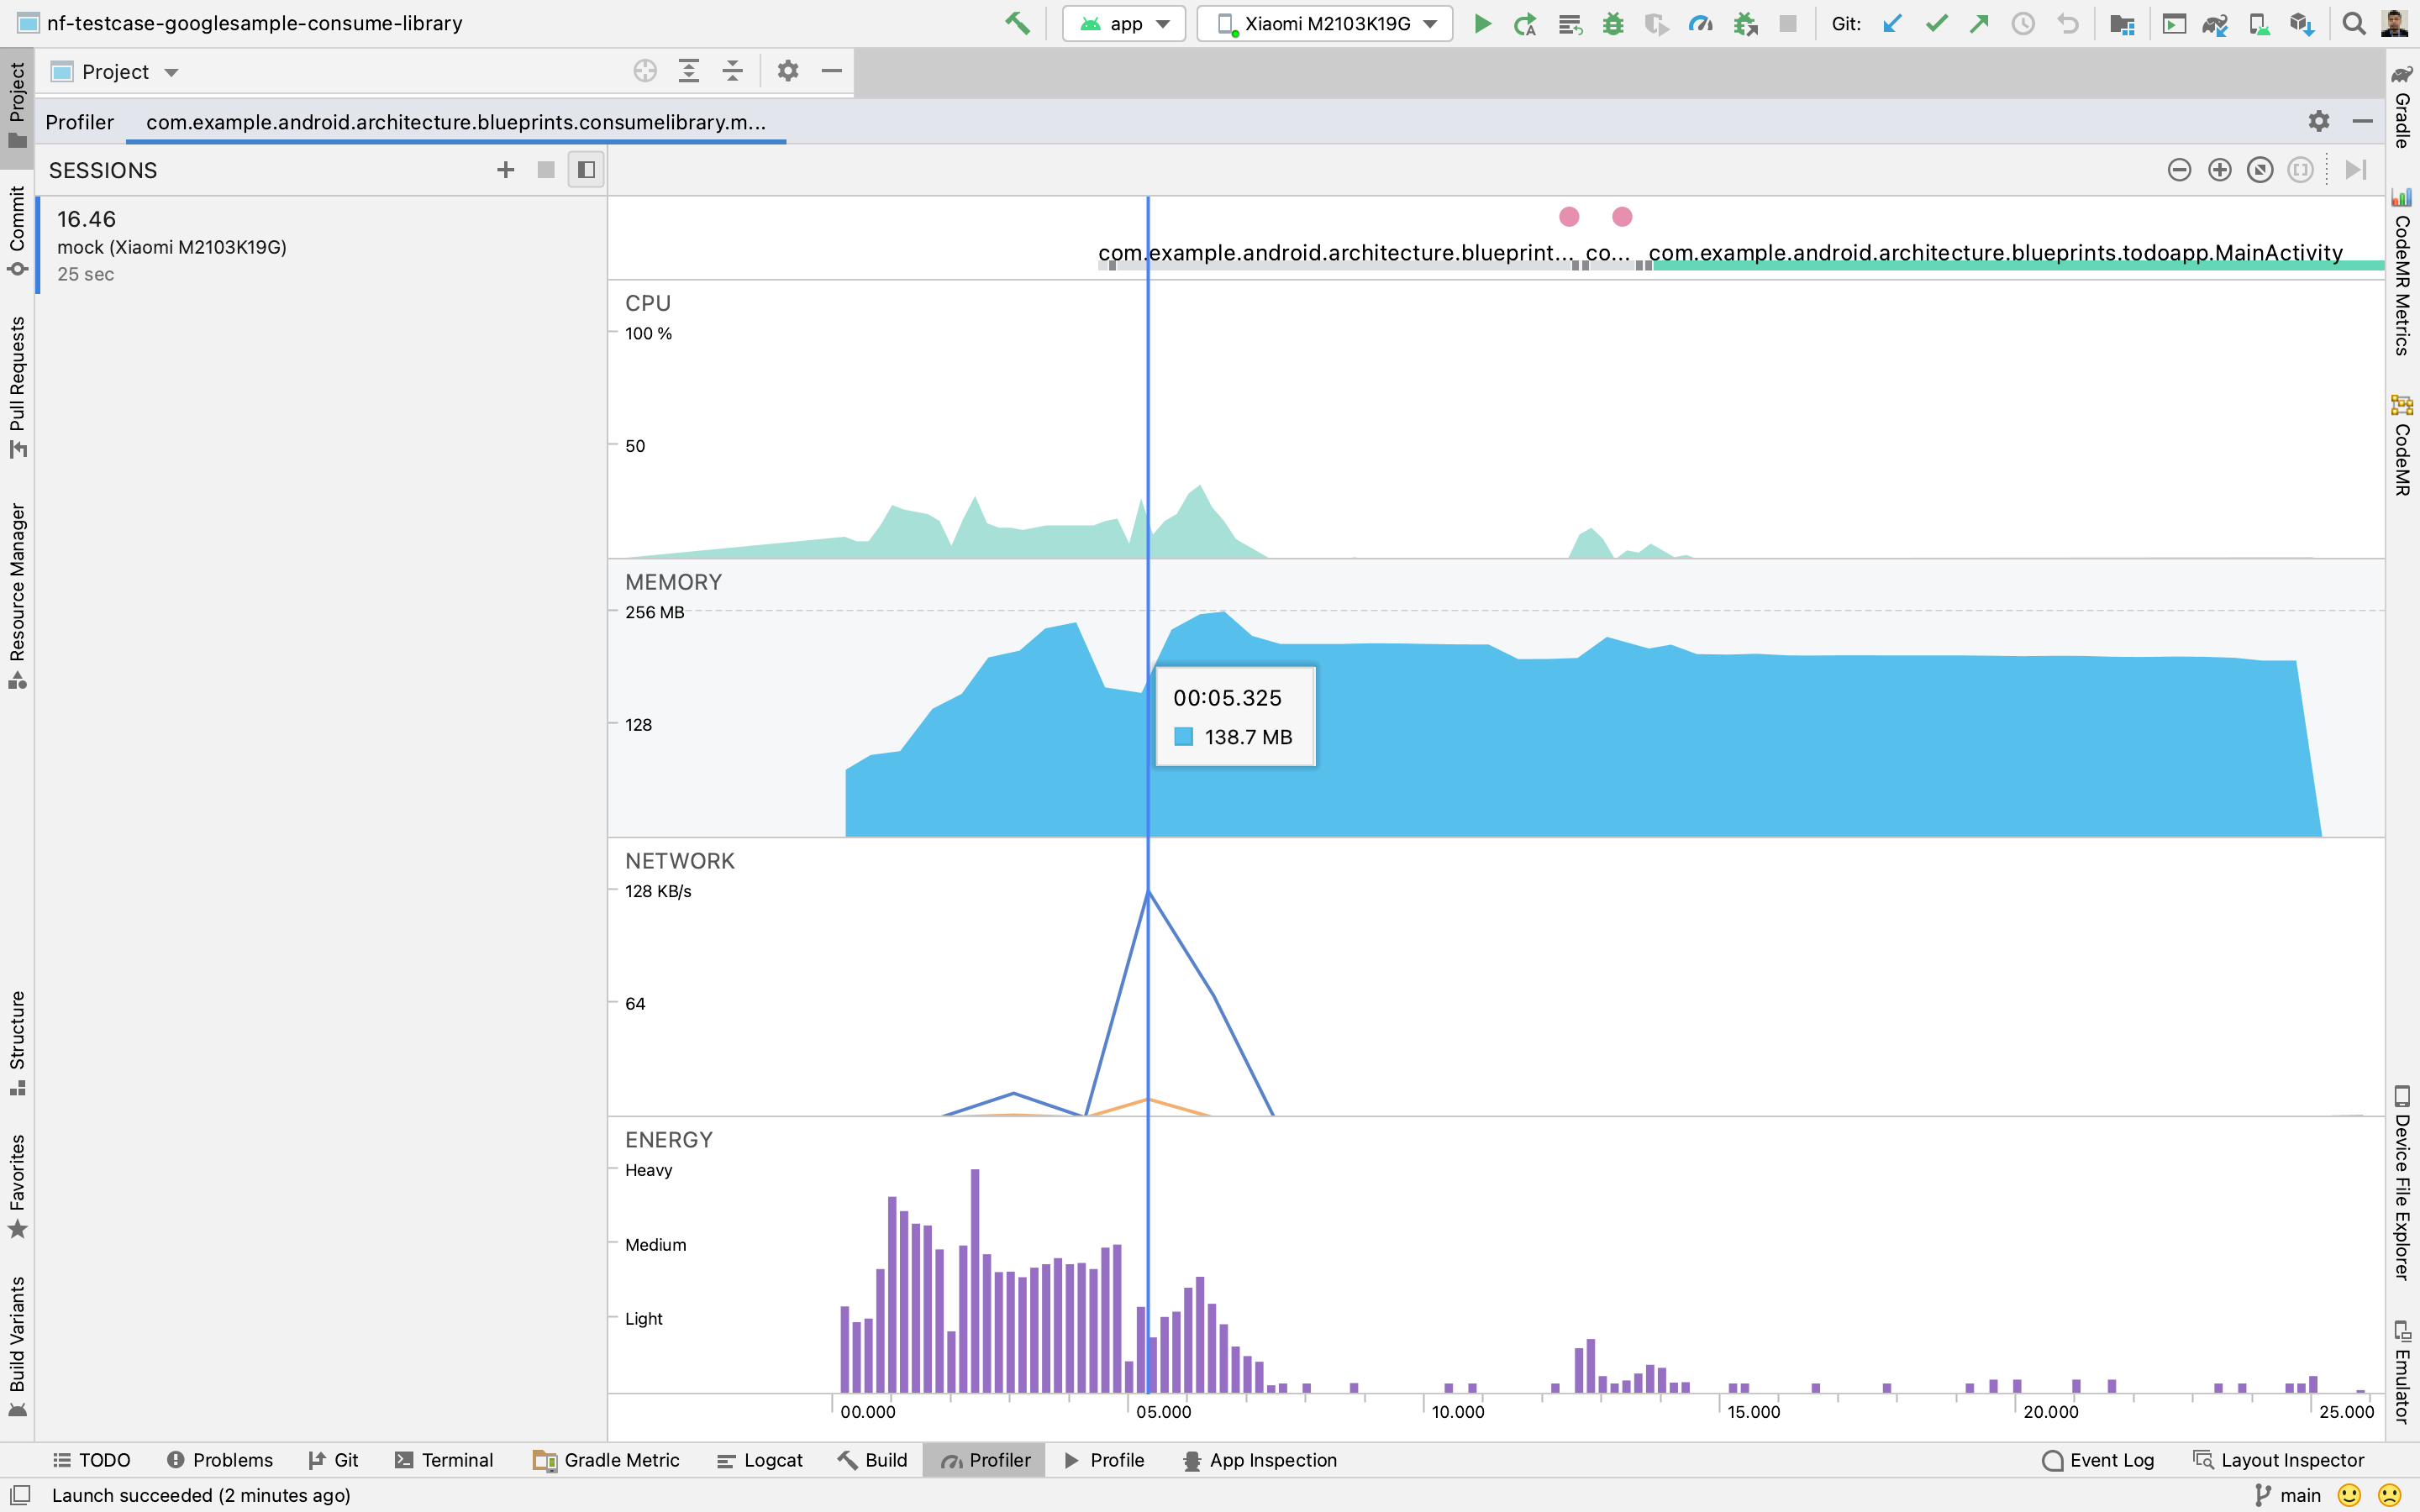 nf-testcase-googlesample-consume-library
app
Xiaomi M2103K19G
Git:
Project
Profiler
com.example.android.architecture.blueprints.consumelibrary.m...
SESSIONS
16.46
mock (Xiaomi M2103K19G)
25 sec
Project
Commit
Pull Requests
Resource Manager
Structure
Favorites
Build Variants
com.example.android.architecture.blueprint...
co...
com.example.android.architecture.blueprints.todoapp.MainActivity
CPU
100 %
50
MEMORY
256 MB
128
00:05.325
138.7 MB
NETWORK
128 KB/s
64
ENERGY
Heavy
Medium
Light
00.000
05.000
10.000
15.000
20.000
25.000
Gradle
CodeMR Metrics
CodeMR
Device File Explorer
Emulator
TODO
Problems
Git
Terminal
Gradle Metric
Logcat
Build
Profiler
Profile
App Inspection
Event Log
Layout Inspector
Launch succeeded (2 minutes ago)
main